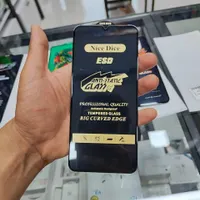 Nice Dice
ESD
ANTI-STATIC
GLASS
PROFESSIONAL QUALITY
TEMPERED GLASS
BIG CURVED EDGE